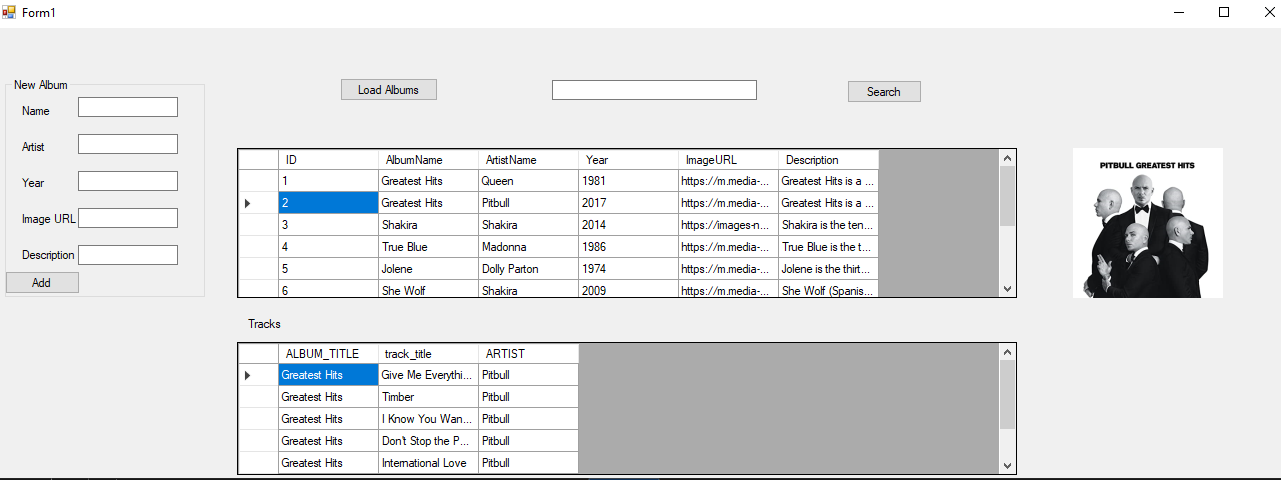 Form1
New Album
Name
Artist
Year
Image URL
Description
Add
Load Albums
Search
ID AlbumName ArtistName Year ImageURL Description
1 Greatest Hits Queen 1981 https://m.media-... Greatest Hits is a ...
2 Greatest Hits Pitbull 2017 https://m.media-... Greatest Hits is a ...
3 Shakira Shakira 2014 https://images-n... Shakira is the ten...
4 True Blue Madonna 1986 https://m.media-... True Blue is the t...
5 Jolene Dolly Parton 1974 https://m.media-... Jolene is the thirt...
6 She Wolf Shakira 2009 https://m.media-... She Wolf (Spanis...
PITBULL GREATEST HITS
Tracks
ALBUM_TITLE track_title ARTIST
Greatest Hits Give Me Everythi... Pitbull
Greatest Hits Timber Pitbull
Greatest Hits I Know You Wan... Pitbull
Greatest Hits Don't Stop the P... Pitbull
Greatest Hits International Love Pitbull